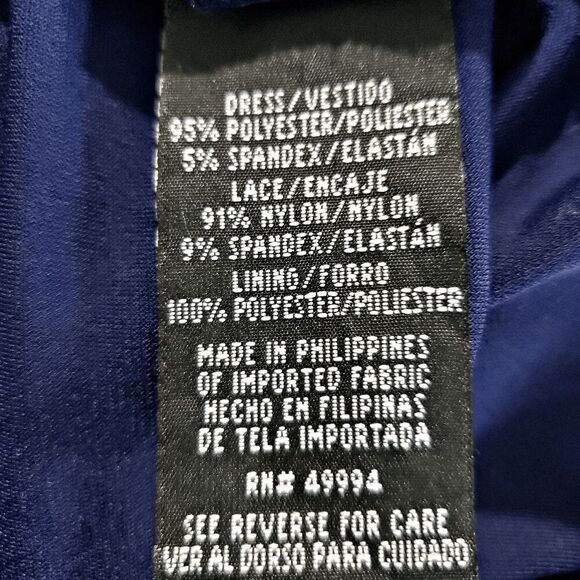 DRESS/VESTIDO
95% POLYESTER/POLIESTER
5% SPANDEX/ELASTÁN
LACE/ENCAJE
91% NYLON/NYLON
9% SPANDEX/ELASTÁN
LINING/FORRO
100% POLYESTER/POLIESTER
MADE IN PHILIPPINES
OF IMPORTED FABRIC
HECHO EN FILIPINAS
DE TELA IMPORTADA
RN# 49994
SEE REVERSE FOR CARE
VER AL DORSO PARA CUIDADO